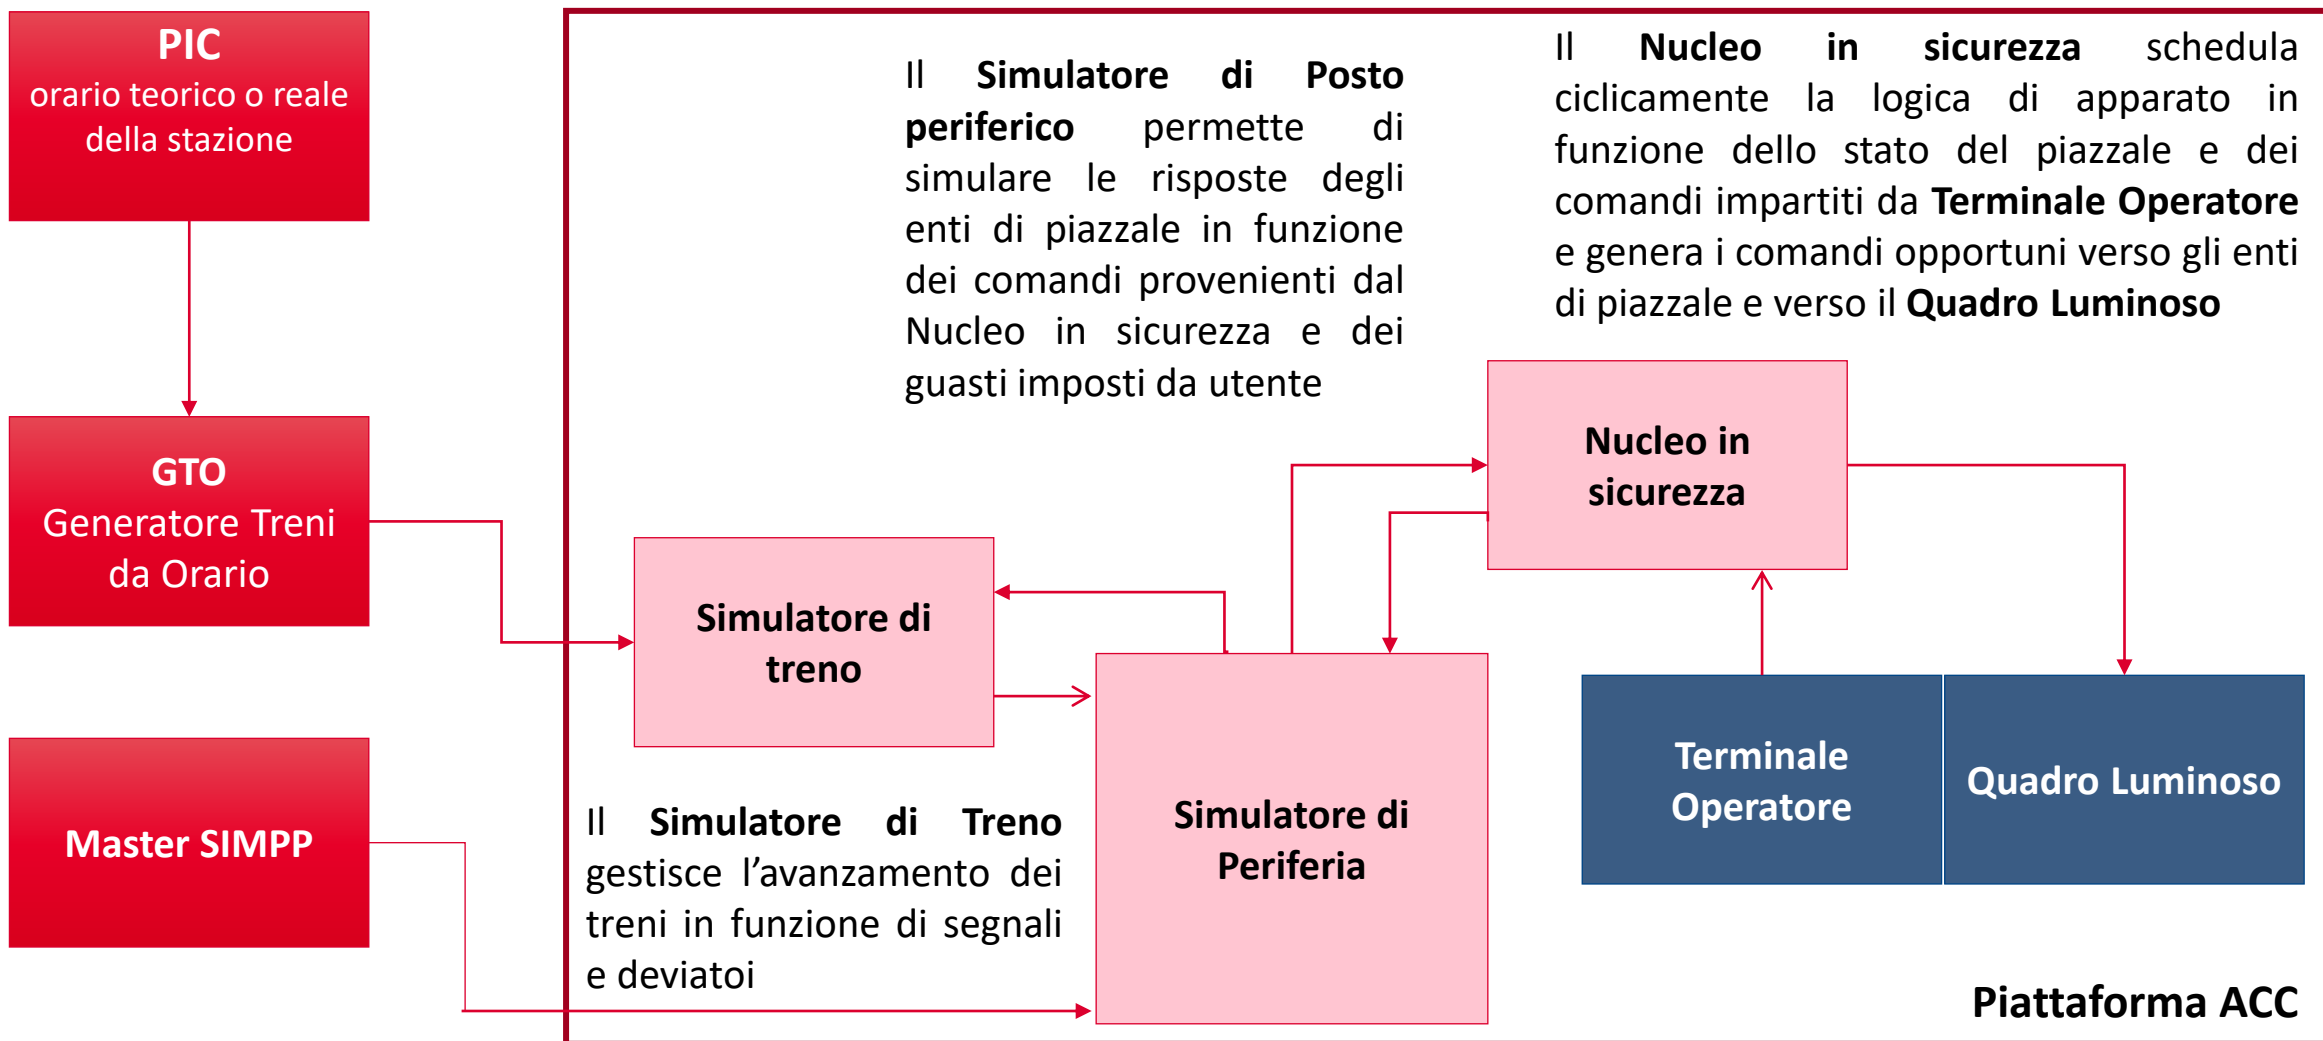 PIC
orario teorico o reale
della stazione
GTO
Generatore Treni
da Orario
Master SIMPP
Il Simulatore di Posto
periferico permette di
simulare le risposte degli
enti di piazzale in funzione
dei comandi provenienti dal
Nucleo in sicurezza e dei
guasti imposti da utente
Il Nucleo in sicurezza schedula
ciclicamente la logica di apparato in
funzione dello stato del piazzale e dei
comandi impartiti da Terminale Operatore
e genera i comandi opportuni verso gli enti
di piazzale e verso il Quadro Luminoso
Nucleo in
sicurezza
Simulatore di
treno
Simulatore di
Periferia
Terminale
Operatore
Quadro Luminoso
Il Simulatore di Treno
gestisce l’avanzamento dei
treni in funzione di segnali
e deviatoi
Piattaforma ACC